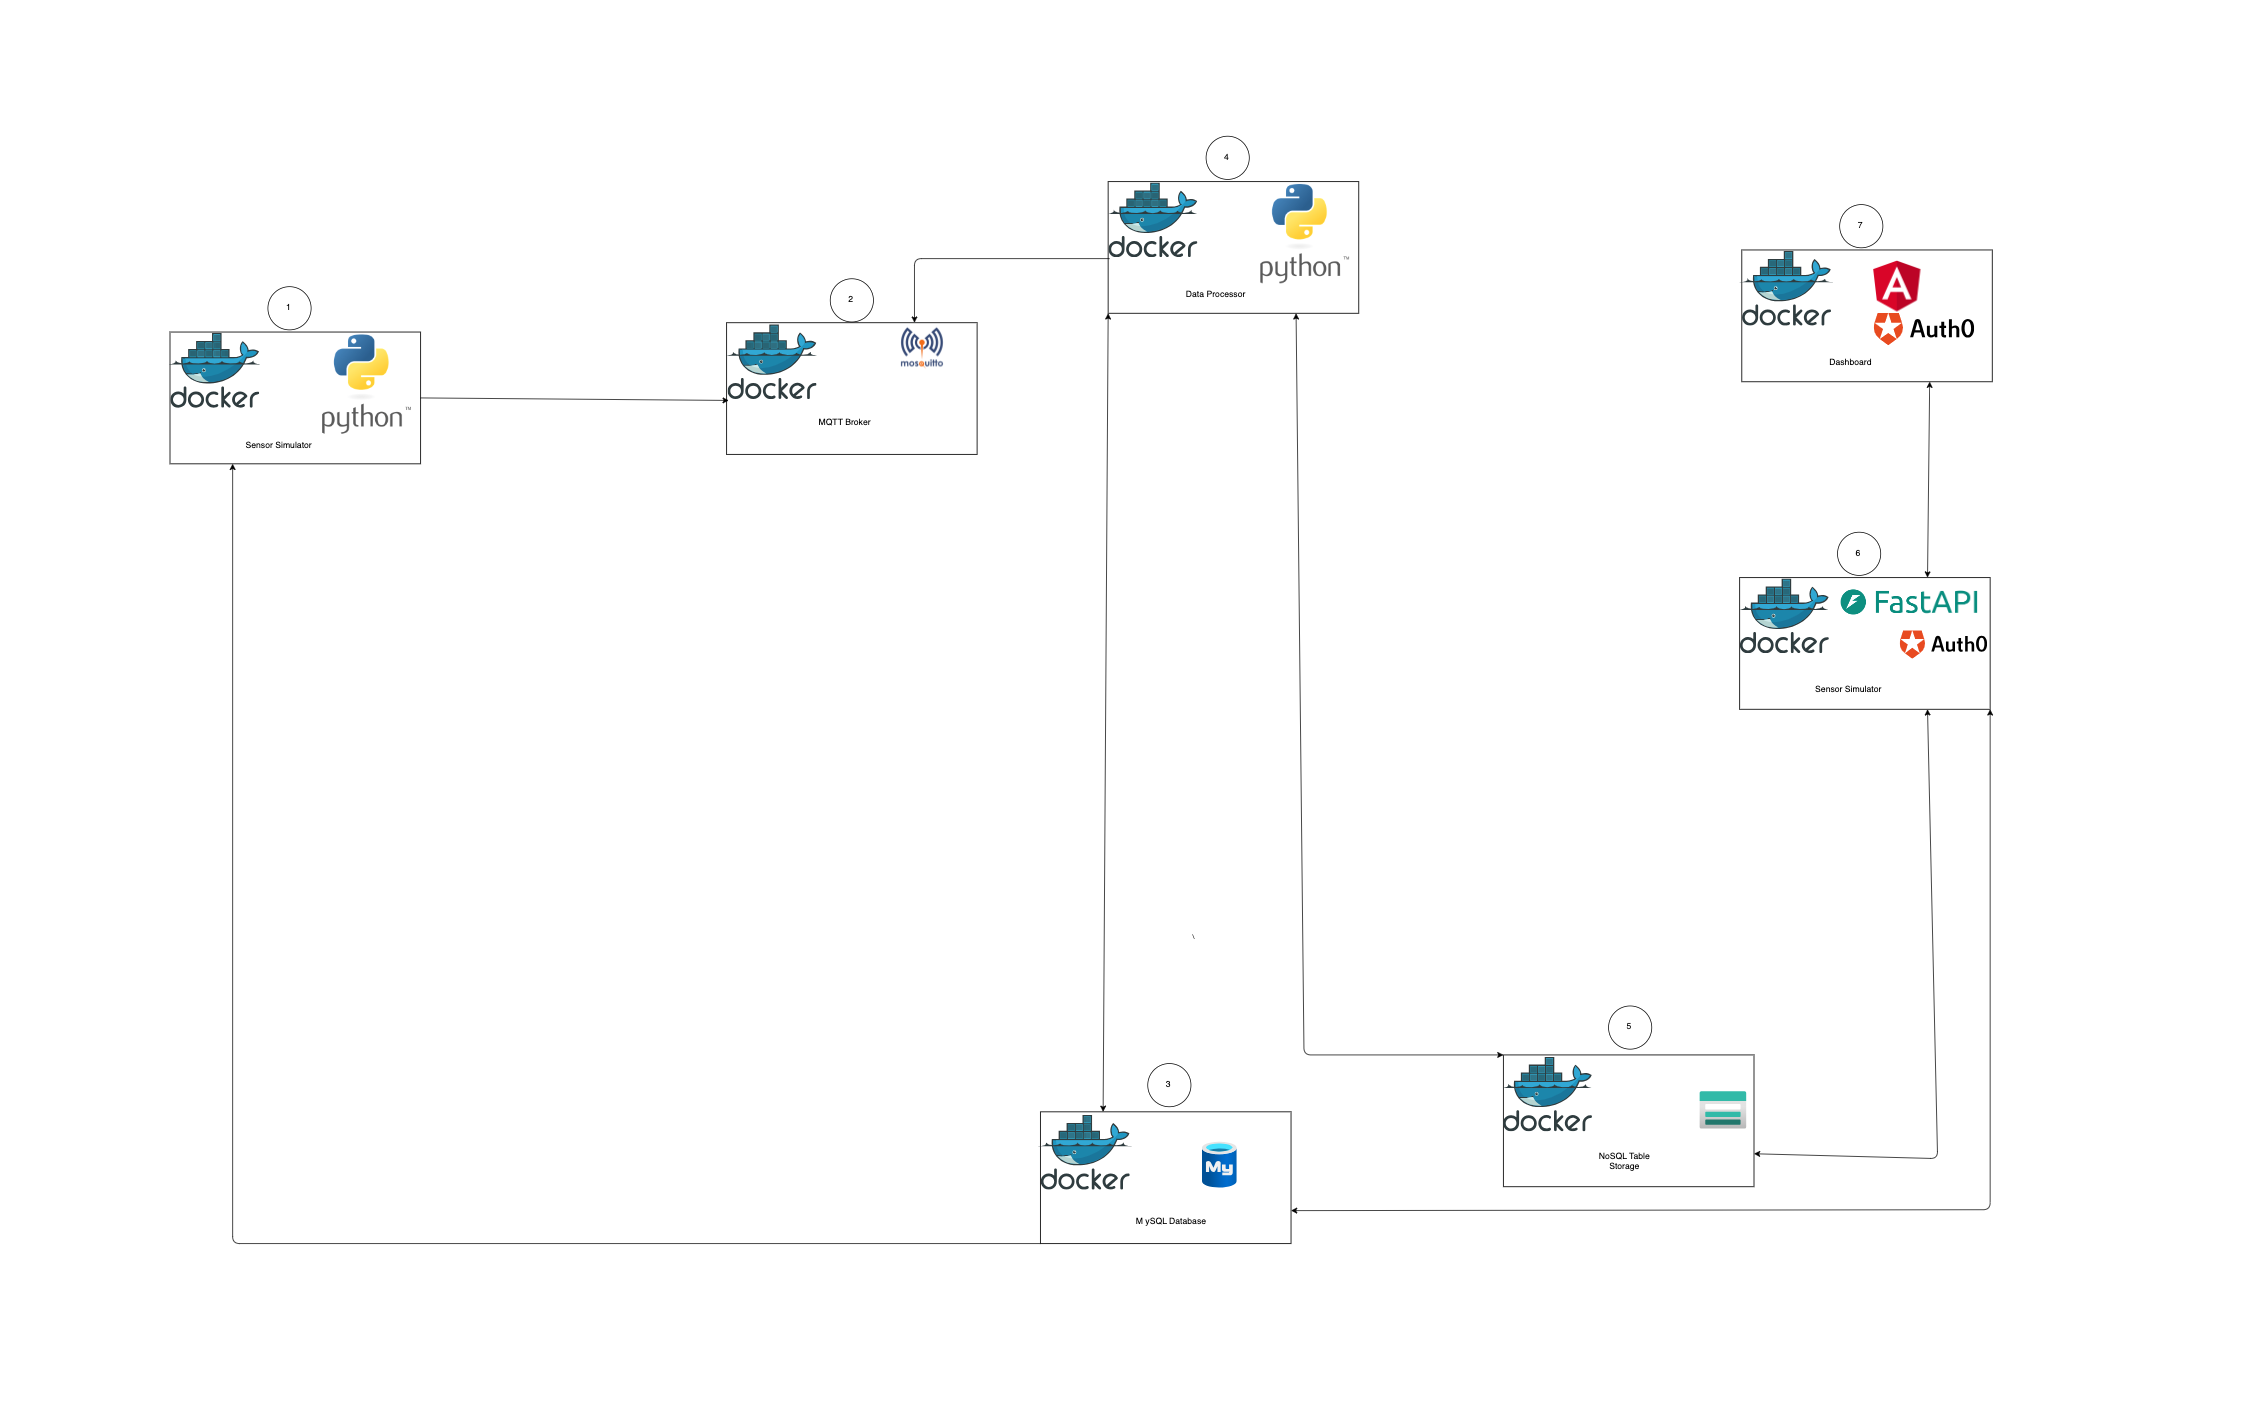 1
docker
python™
Sensor Simulator
2
docker
mosquitto
MQTT Broker
4
docker
python™
Data Processor
7
docker
Auth0
Dashboard
6
docker
FastAPI
Auth0
Sensor Simulator
3
docker
My
M ySQL Database
5
docker
NoSQL Table
Storage
\